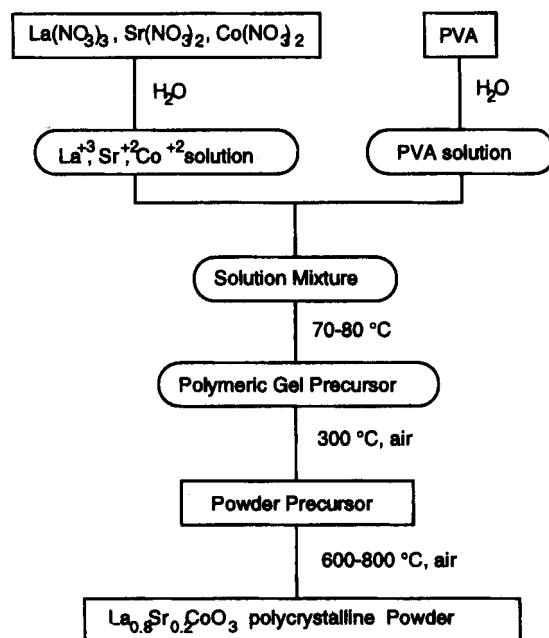 La(NO₃)₃, Sr(NO₃)₂, Co(NO₃)₂
PVA
H₂O
H₂O
La⁺³, Sr⁺², Co⁺² solution
PVA solution
Solution Mixture
70-80 °C
Polymeric Gel Precursor
300 °C, air
Powder Precursor
600-800 °C, air
La₀.₈Sr₀.₂CoO₃ polycrystalline Powder